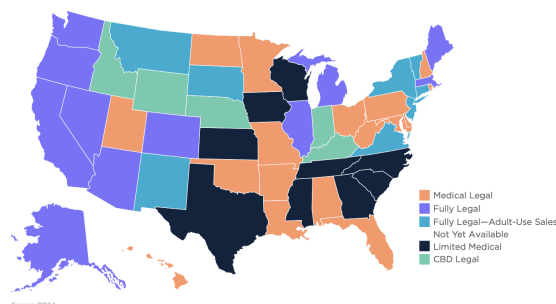 Medical Legal
Fully Legal
Fully Legal—Adult-Use Sales
Not Yet Available
Limited Medical
CBD Legal